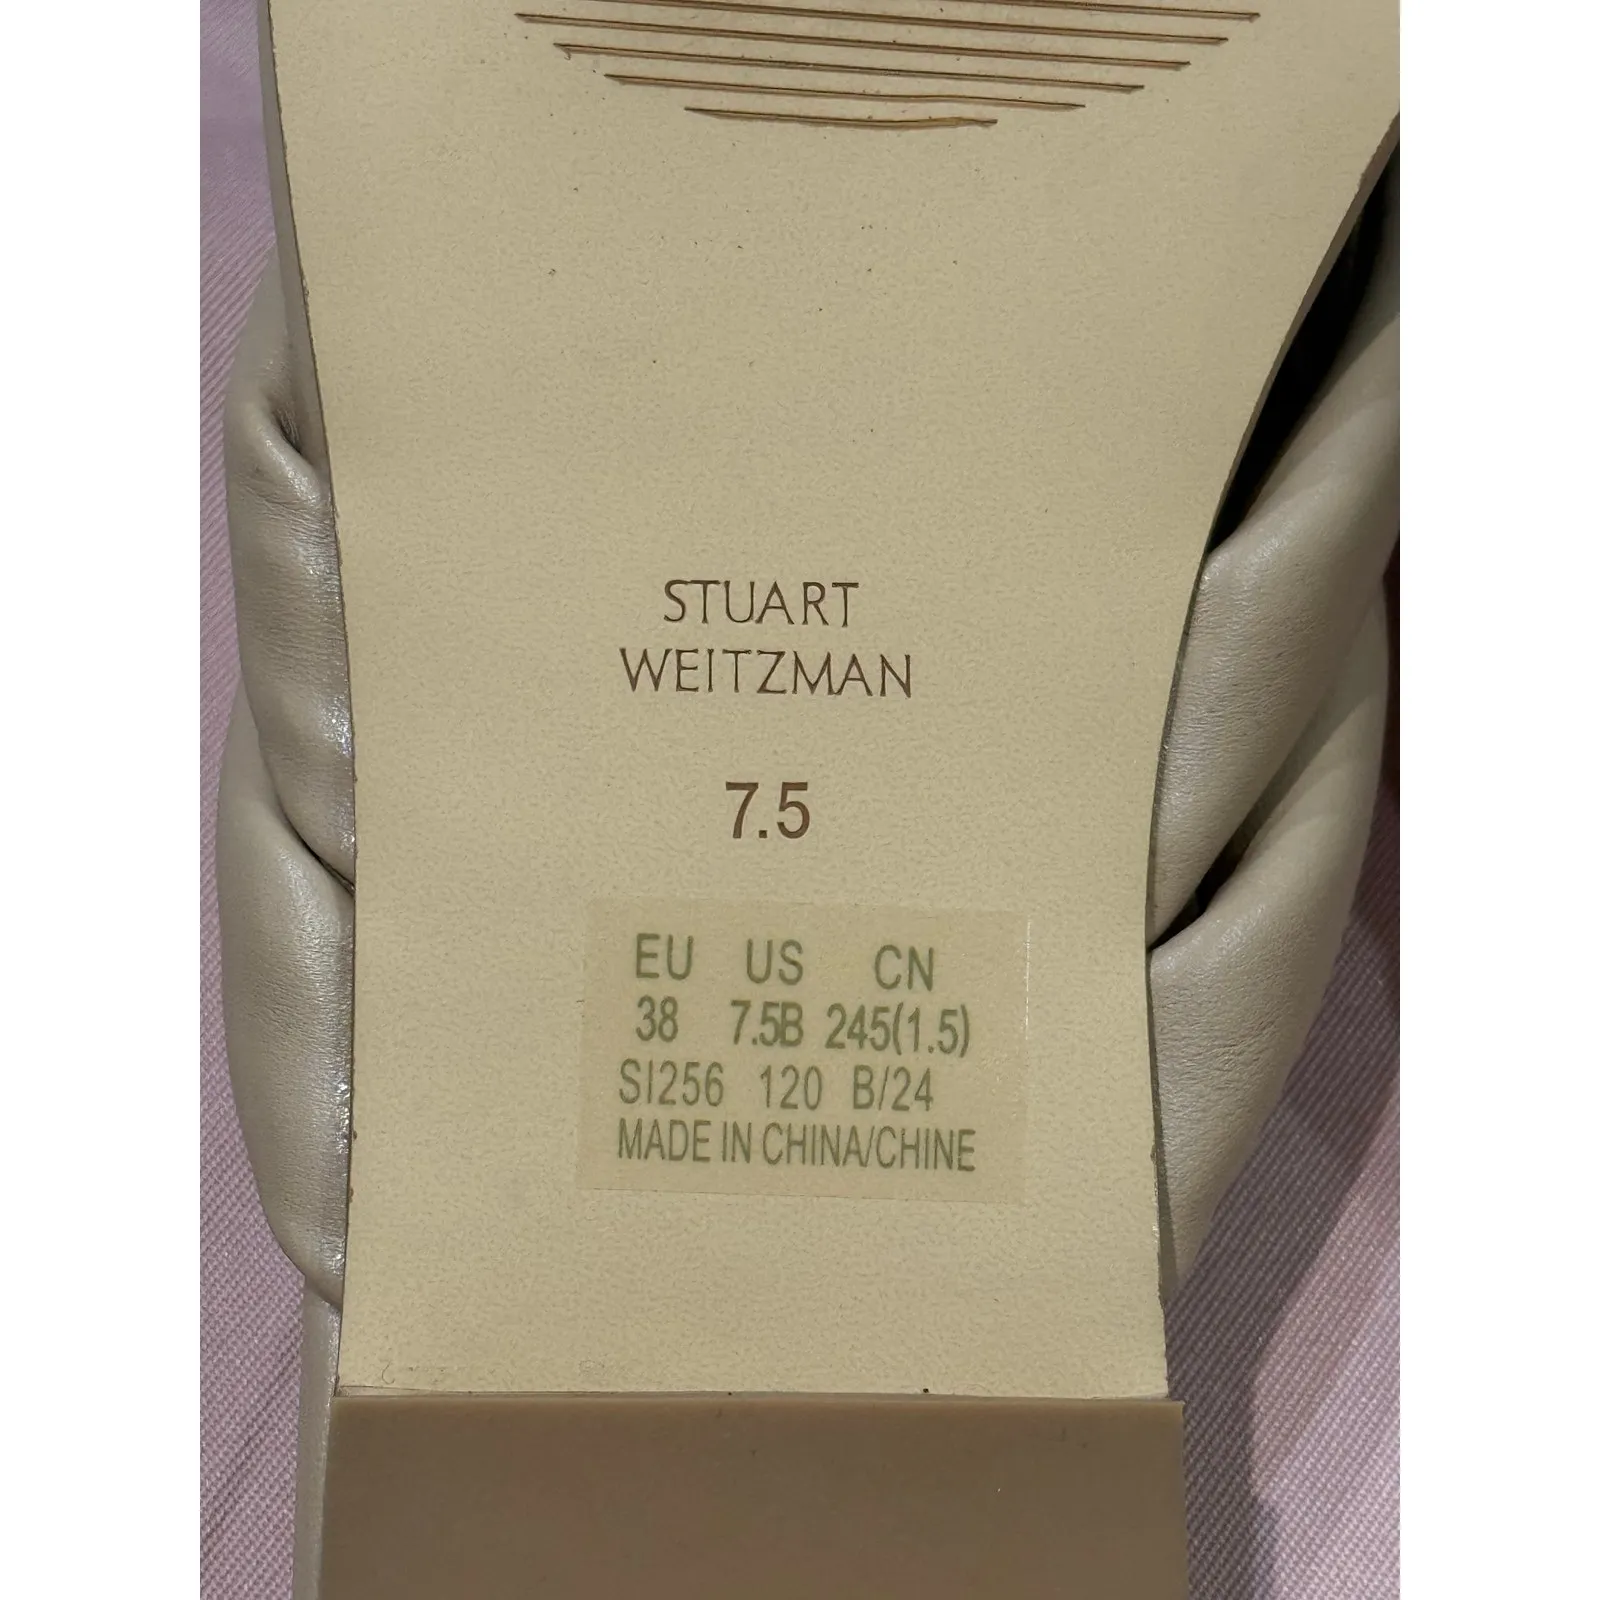 STUART
WEITZMAN
7.5
EU US CN
38 7.5B 245(1.5)
SI256 120 B/24
MADE IN CHINA/CHINE